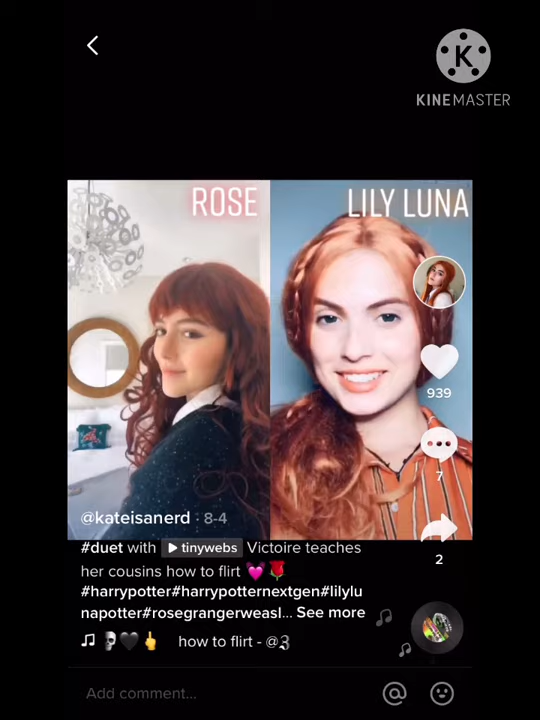 KINEMASTER
ROSE
LILY LUNA
939
7
@kateisanerd · 8-4
2
#duet with tinywebs Victoire teaches
her cousins how to flirt 💓🌹
#harrypotter#harrypotternextgen#lilylu
napotter#rosegrangerweasl... See more
💀🖤🖕 how to flirt - @
Add comment...